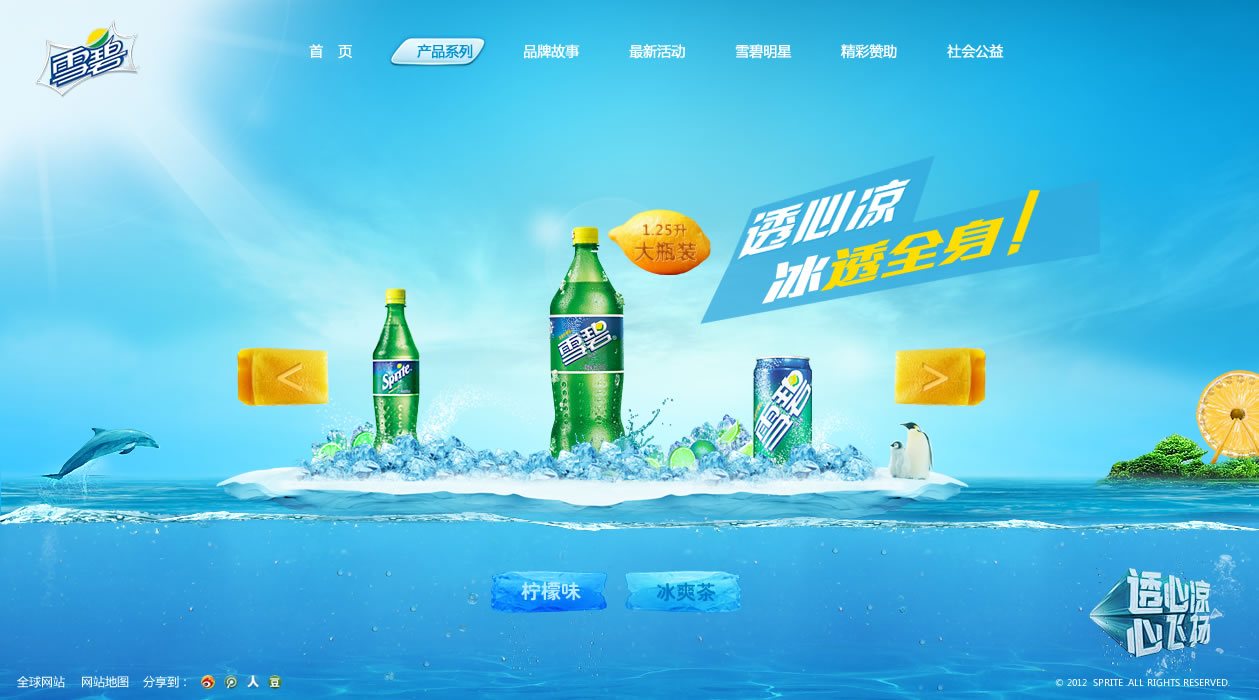 雪碧
首 页
产品系列
品牌故事
最新活动
雪碧明星
精彩赞助
社会公益
透心凉
冰透全身!
1.25升
大瓶装
Sprite
雪碧
雪碧
<
>
柠檬味
冰爽茶
透心凉
心飞扬
全球网站
网站地图
分享到:
人
豆
© 2012 SPRITE .ALL RIGHTS RESERVED.